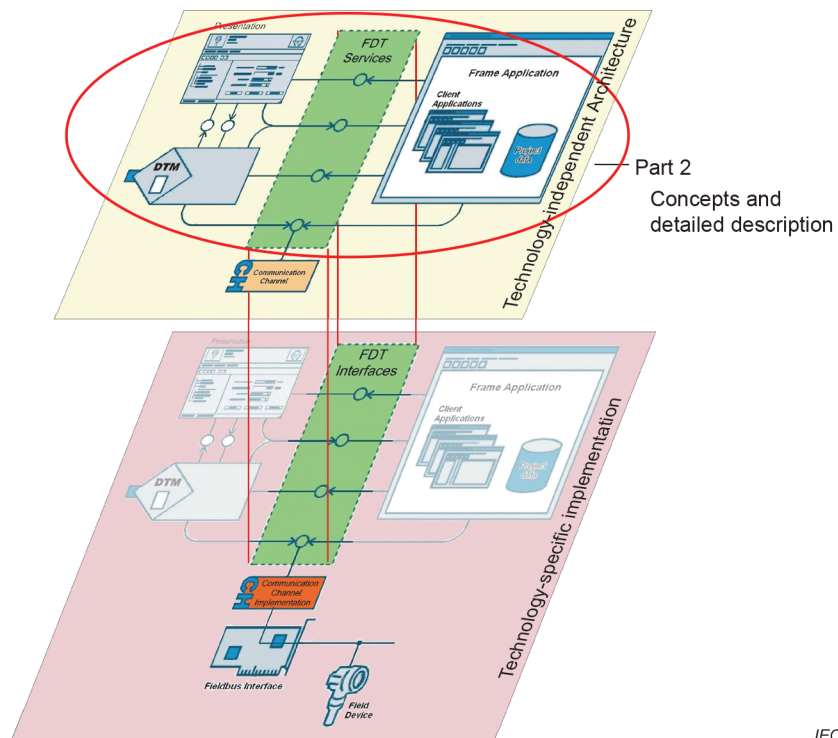 Presentation
FDT
Services
Frame Application
Client
Applications
Project
data
DTM
CH
Communication
Channel
Technology-independent Architecture
Part 2
Concepts and
detailed description
Presentation
FDT
Interfaces
Frame Application
Client
Applications
Project
data
DTM
CH
Communication
Channel
Implementation
Technology-specific implementation
Fieldbus Interface
Field
Device
IEC